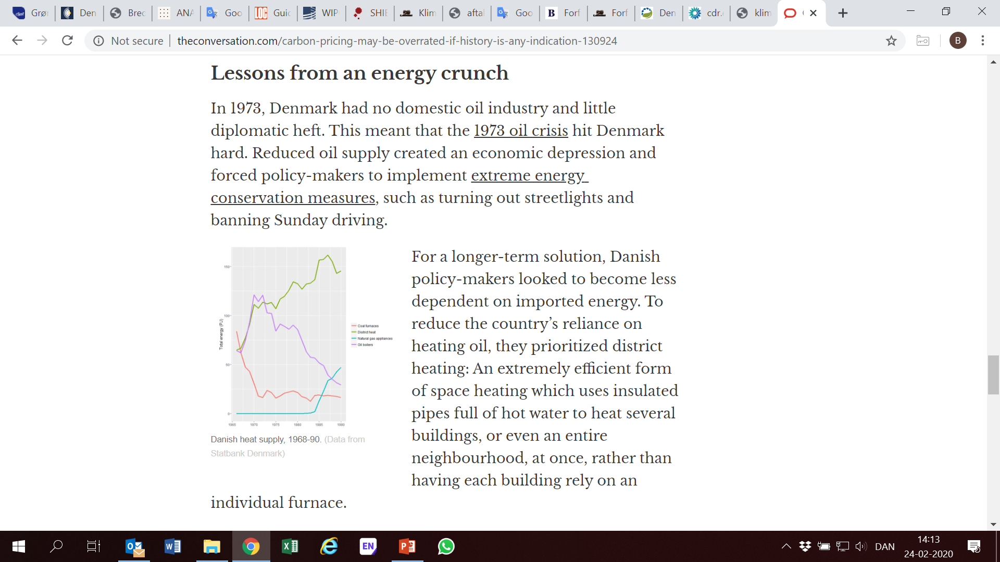 Grøi
Den
Brec
ANA
Goo
LOC
Guic
WIP
SHIE
Klim
aftal
Goo
B
Forf
Forf
Den
cdr.
klim
Not secure
theconversation.com/carbon-pricing-may-be-overrated-if-history-is-any-indication-130924
B
Lessons from an energy crunch
In 1973, Denmark had no domestic oil industry and little
diplomatic heft. This meant that the 1973 oil crisis hit Denmark
hard. Reduced oil supply created an economic depression and
forced policy-makers to implement extreme energy
conservation measures, such as turning out streetlights and
banning Sunday driving.
150
100
50
0
Total energy (PJ)
1965 1970 1975 1980 1985 1990
Coal furnaces
District heat
Natural gas appliances
Oil boilers
Danish heat supply, 1968-90. (Data from
Statbank Denmark)
For a longer-term solution, Danish
policy-makers looked to become less
dependent on imported energy. To
reduce the country’s reliance on
heating oil, they prioritized district
heating: An extremely efficient form
of space heating which uses insulated
pipes full of hot water to heat several
buildings, or even an entire
neighbourhood, at once, rather than
having each building rely on an
individual furnace.
EN
DAN
14:13
24-02-2020